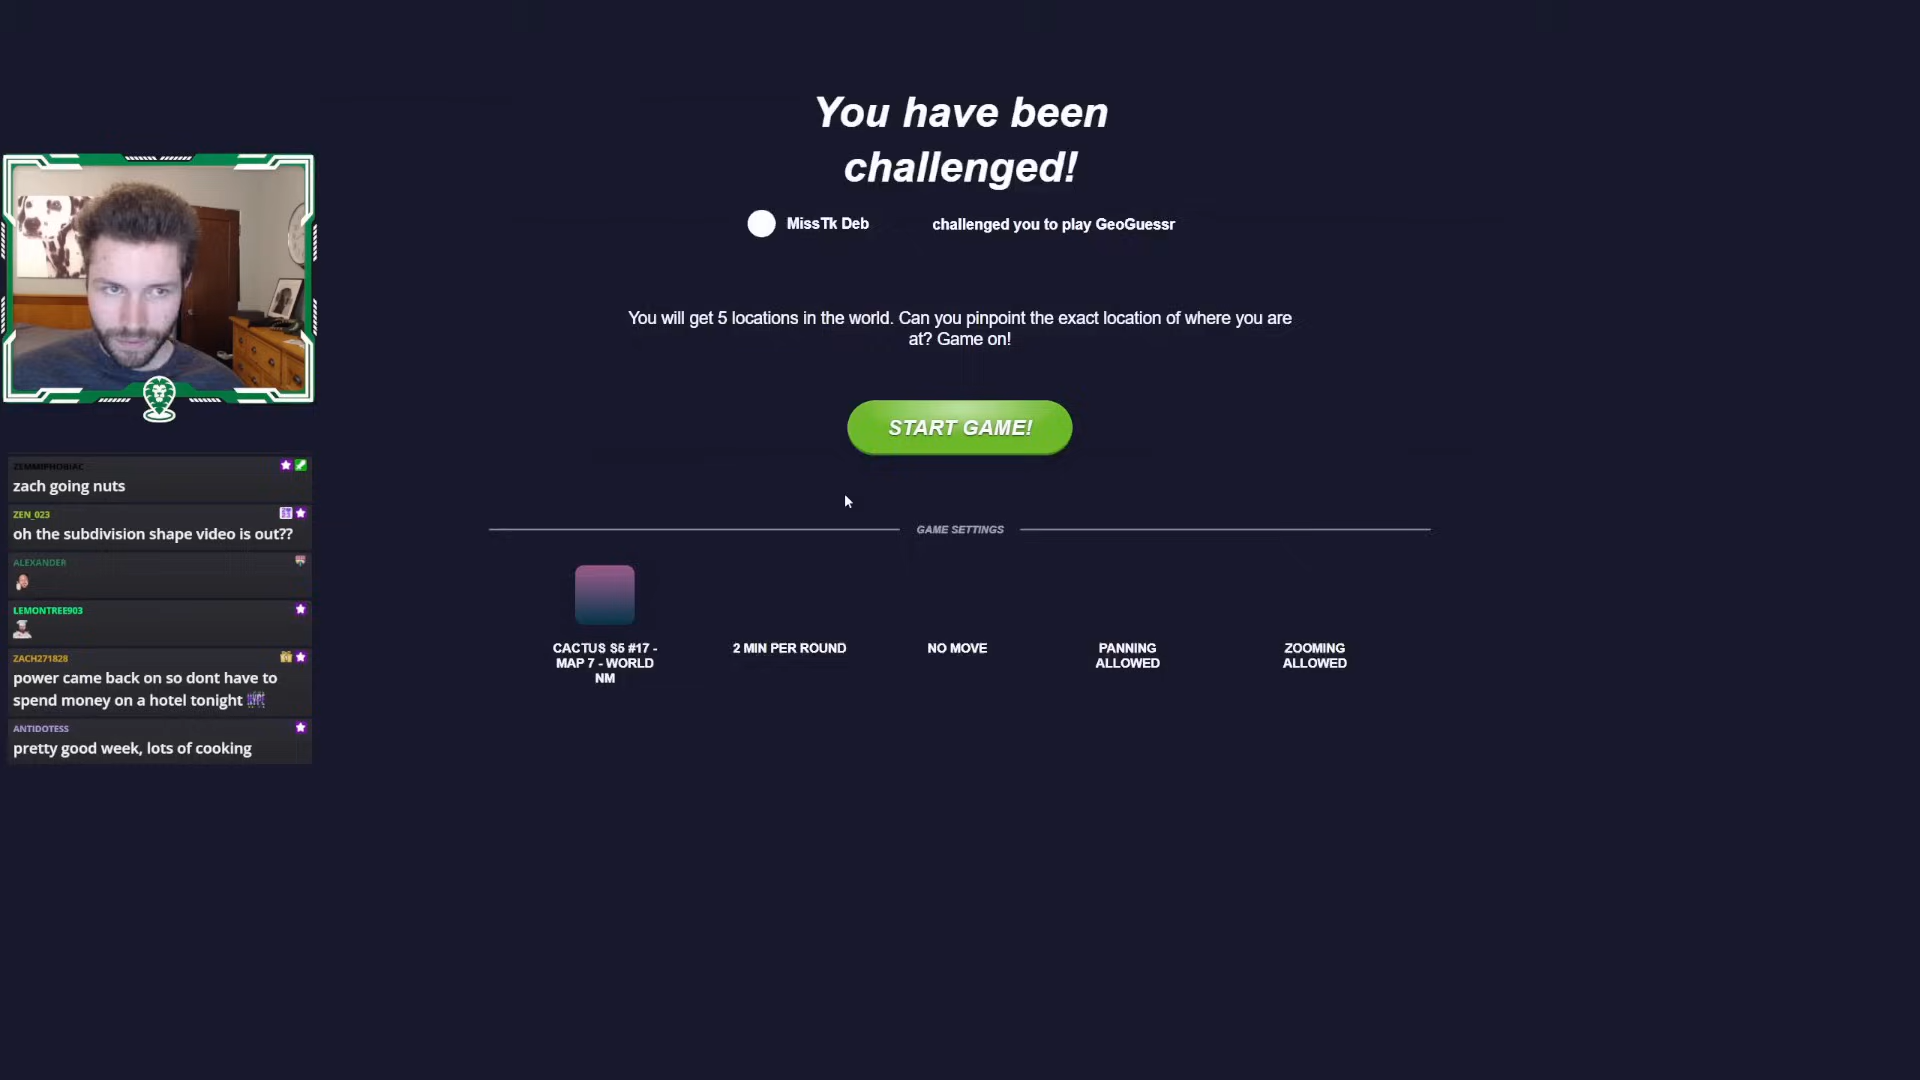 You have been
challenged!
MissTk Deb challenged you to play GeoGuessr
You will get 5 locations in the world. Can you pinpoint the exact location of where you are
at? Game on!
START GAME!
GAME SETTINGS
CACTUS S5 #17 -
MAP 7 - WORLD
NM
2 MIN PER ROUND
NO MOVE
PANNING
ALLOWED
ZOOMING
ALLOWED
ZEMMIPHOBIAC
zach going nuts
ZEN_023
oh the subdivision shape video is out??
ALEXANDER
LEMONTREE903
ZACH271828
power came back on so dont have to
spend money on a hotel tonight
ANTIDOTESS
pretty good week, lots of cooking